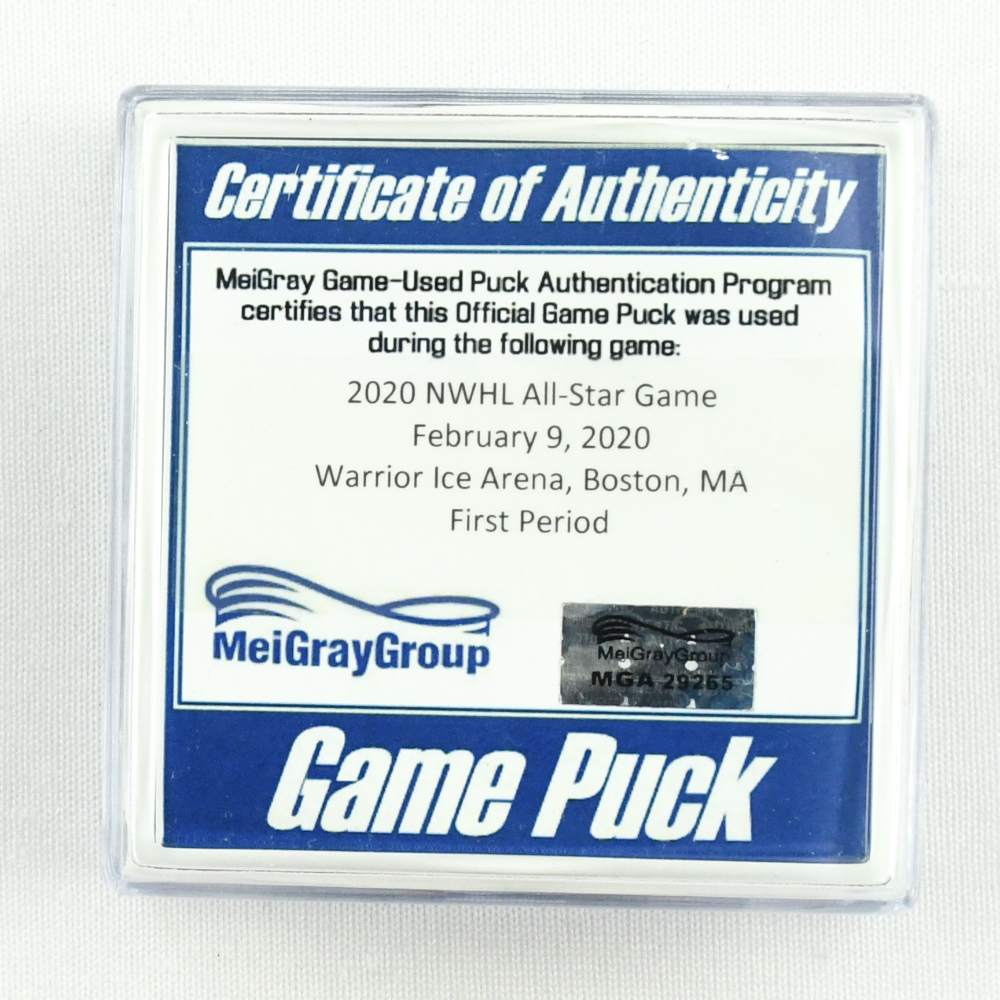 Certificate of Authenticity
MeiGray Game-Used Puck Authentication Program
certifies that this Official Game Puck was used
during the following game:
2020 NWHL All-Star Game
February 9, 2020
Warrior Ice Arena, Boston, MA
First Period
MeiGrayGroup
MeiGrayGroup
MGA 29265
Game Puck